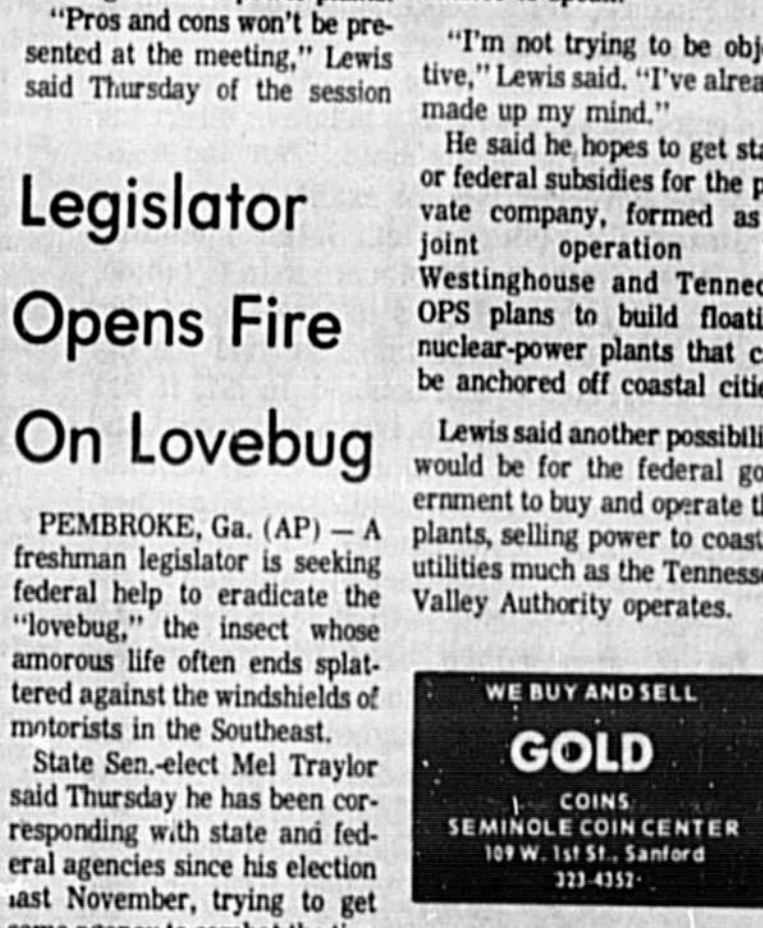 "Pros and cons won't be pre-
sented at the meeting," Lewis
said Thursday of the session
Legislator
Opens Fire
On Lovebug
PEMBROKE, Ga. (AP) — A
freshman legislator is seeking
federal help to eradicate the
"lovebug," the insect whose
amorous life often ends splat-
tered against the windshields of
motorists in the Southeast.
State Sen.-elect Mel Traylor
said Thursday he has been cor-
responding with state and fed-
eral agencies since his election
last November, trying to get
"I'm not trying to be obj
tive," Lewis said. "I've alrea
made up my mind."
He said he hopes to get sta
or federal subsidies for the p
vate company, formed as
joint operation
Westinghouse and Tennec
OPS plans to build floati
nuclear-power plants that c
be anchored off coastal citie
Lewis said another possibili
would be for the federal go
ernment to buy and operate th
plants, selling power to coast
utilities much as the Tennesse
Valley Authority operates.
WE BUY AND SELL
GOLD
COINS
SEMINOLE COIN CENTER
109 W. 1st St., Sanford
323-4352